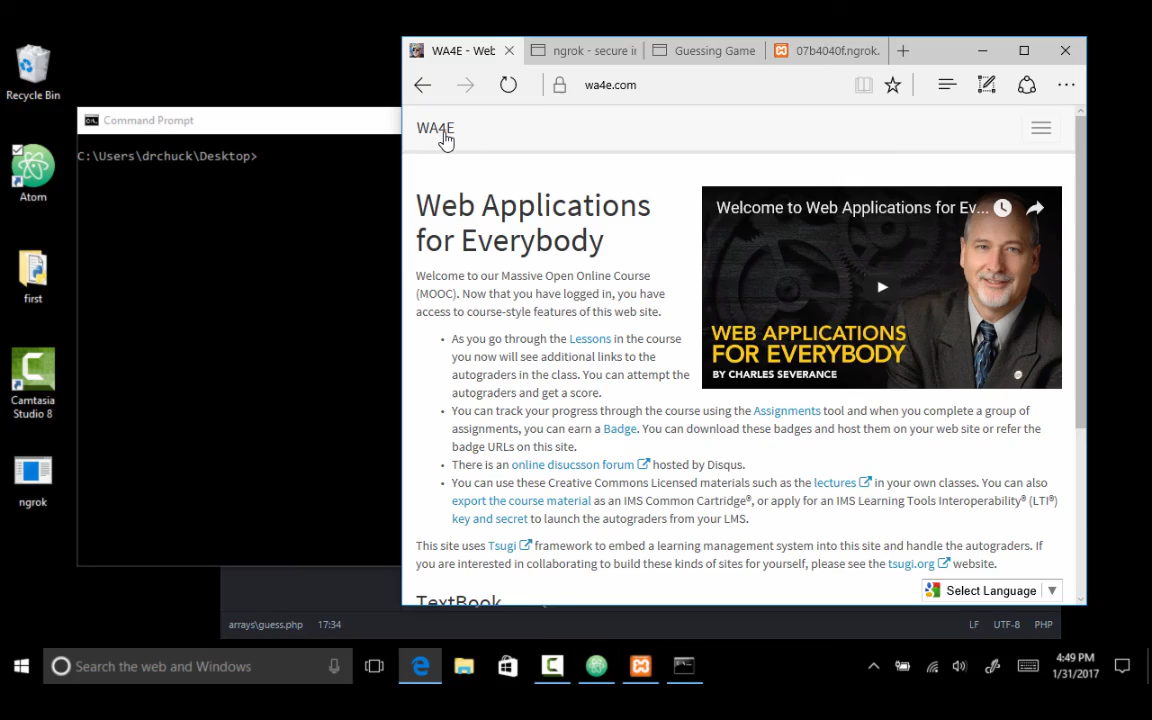 Recycle Bin
Atom
first
Camtasia
Studio 8
ngrok
Command Prompt
C:\Users\drchuck\Desktop>
WA4E - Web
ngrok - secure in
Guessing Game
07b4040f.ngrok.
wa4e.com
WA4E
Web Applications
for Everybody
Welcome to our Massive Open Online Course
(MOOC). Now that you have logged in, you have
access to course-style features of this web site.
• As you go through the Lessons in the course
you now will see additional links to the
autograders in the class. You can attempt the
autograders and get a score.
• You can track your progress through the course using the Assignments tool and when you complete a group of
assignments, you can earn a Badge. You can download these badges and host them on your web site or refer the
badge URLs on this site.
• There is an online disucsson forum hosted by Disqus.
• You can use these Creative Commons Licensed materials such as the lectures in your own classes. You can also
export the course material as an IMS Common Cartridge®, or apply for an IMS Learning Tools Interoperability® (LTI®)
key and secret to launch the autograders from your LMS.
This site uses Tsugi framework to embed a learning management system into this site and handle the autograders. If
you are interested in collaborating to build these kinds of sites for yourself, please see the tsugi.org website.
TextBook
Welcome to Web Applications for Ev...
WEB APPLICATIONS
FOR EVERYBODY
BY CHARLES SEVERANCE
Select Language
arrays\guess.php 17:34
LF UTF-8 PHP
Search the web and Windows
4:49 PM
1/31/2017